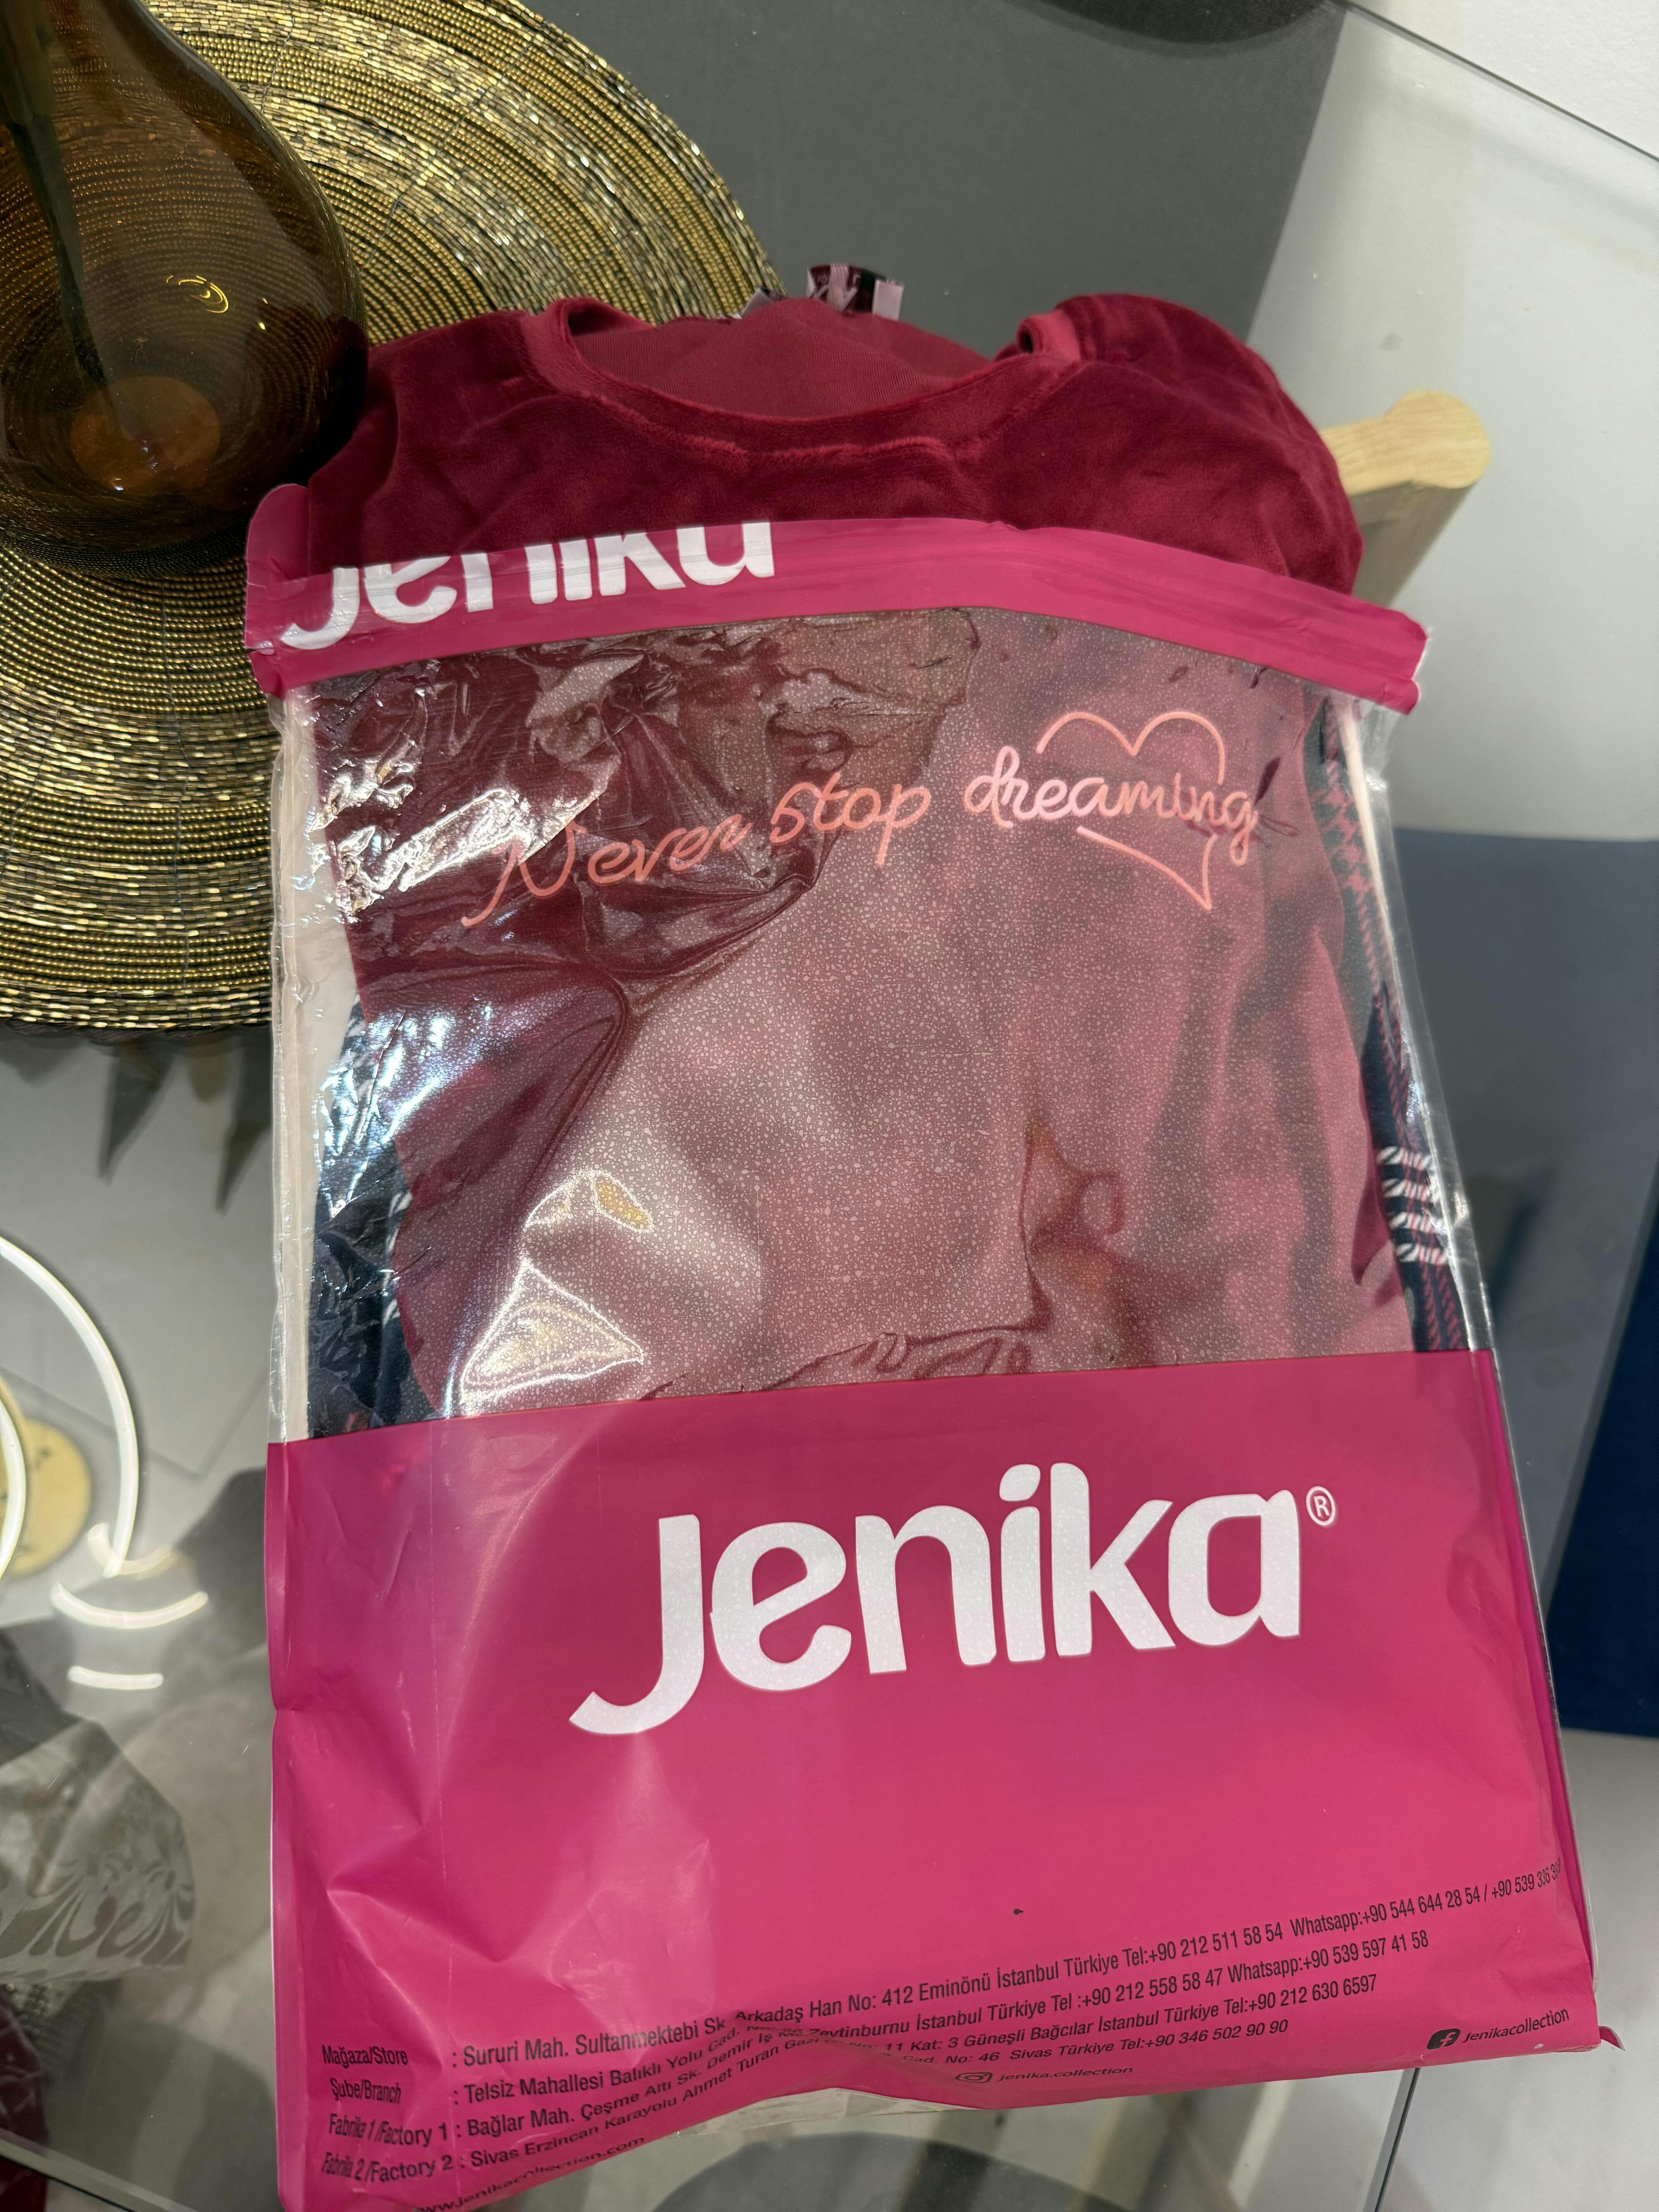 Jenika
Never stop dreaming
Jenika®
Mağaza/Store : Sururi Mah. Sultanmektebi Sk. Arkadaş Han No: 412 Eminönü İstanbul Türkiye Tel:+90 212 511 58 54 Whatsapp:+90 544 644 28 54 / +90 539 336
Şube/Branch : Telsiz Mahallesi Balıklı Yolu Cad. Zeytinburnu İstanbul Türkiye Tel :+90 212 558 58 47 Whatsapp:+90 539 597 41 58
Fabrika 1/Factory 1 : Bağlar Mah. Çeşme Altı Sk. Demir İş 11 Kat: 3 Güneşli Bağcılar İstanbul Türkiye Tel:+90 212 630 6597
Fabrika 2/Factory 2 : Sivas Erzincan Karayolu Ahmet Turan Gazi Cad. No: 46 Sivas Türkiye Tel:+90 346 502 90 90
www.jenikacollection.com jenika.collection jenikacollection